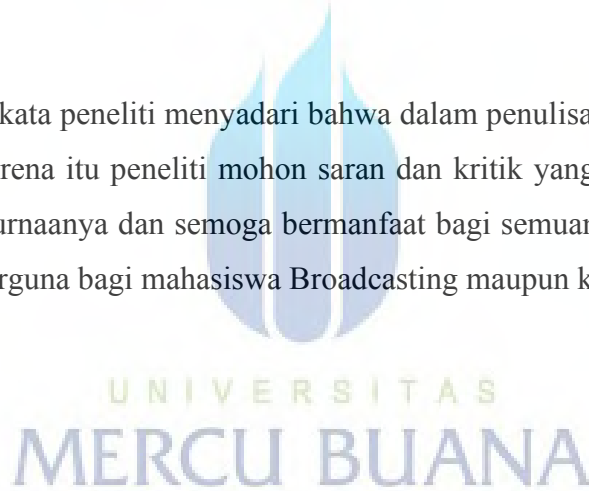 kata peneliti menyadari bahwa dalam penulisa
rena itu peneliti mohon saran dan kritik yang
urnaanya dan semoga bermanfaat bagi semuan
rguna bagi mahasiswa Broadcasting maupun k
UNIVERSITAS
MERCU BUANA